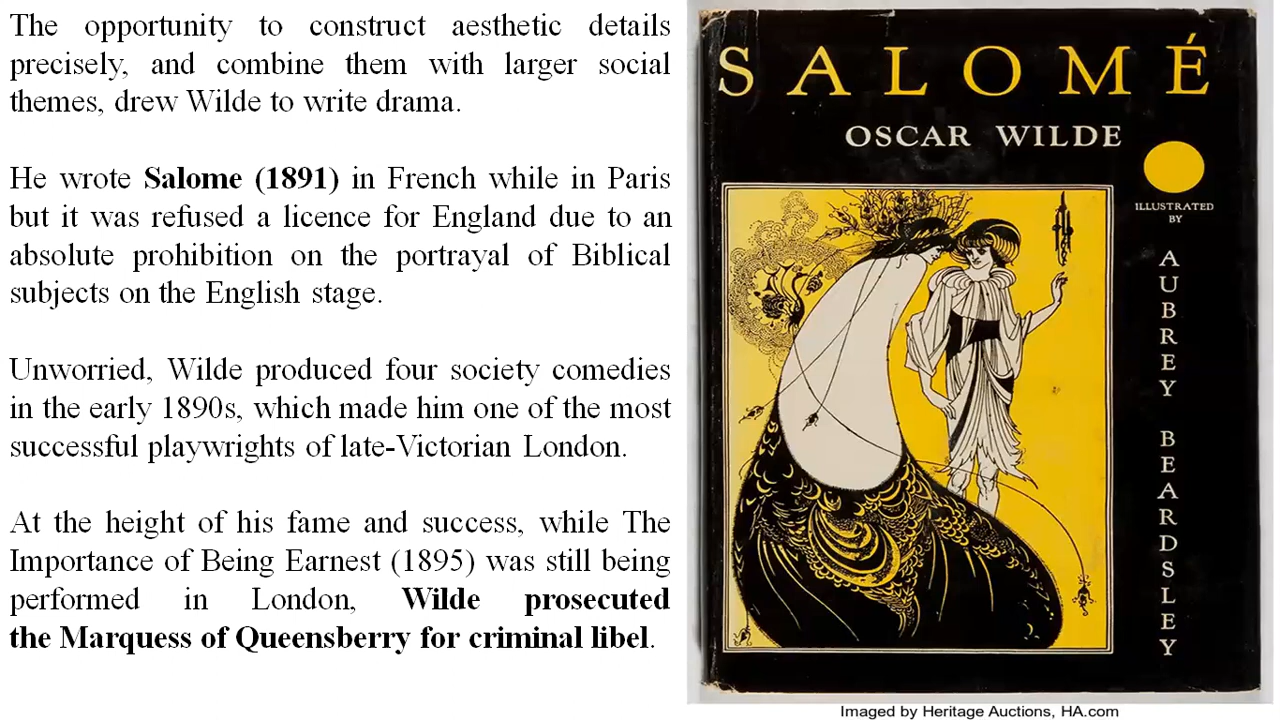 The opportunity to construct aesthetic details
precisely, and combine them with larger social
themes, drew Wilde to write drama.
He wrote Salome (1891) in French while in Paris
but it was refused a licence for England due to an
absolute prohibition on the portrayal of Biblical
subjects on the English stage.
Unworried, Wilde produced four society comedies
in the early 1890s, which made him one of the most
successful playwrights of late-Victorian London.
At the height of his fame and success, while The
Importance of Being Earnest (1895) was still being
performed in London, Wilde prosecuted
the Marquess of Queensberry for criminal libel.
SALOMÉ
OSCAR WILDE
ILLUSTRATED
BY
AUBREY BEARDSLEY
Imaged by Heritage Auctions, HA.com